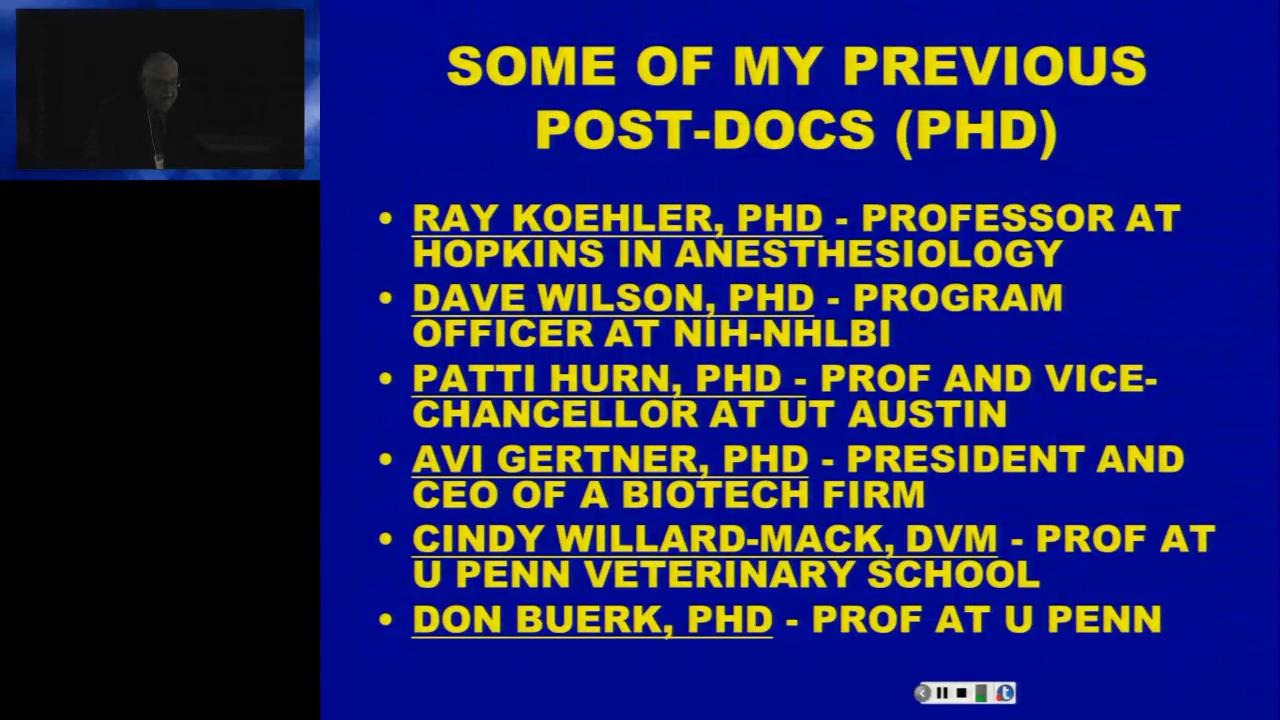 SOME OF MY PREVIOUS
POST-DOCS (PHD)
• RAY KOEHLER, PHD - PROFESSOR AT
HOPKINS IN ANESTHESIOLOGY
• DAVE WILSON, PHD - PROGRAM
OFFICER AT NIH-NHLBI
• PATTI HURN, PHD - PROF AND VICE-
CHANCELLOR AT UT AUSTIN
• AVI GERTNER, PHD - PRESIDENT AND
CEO OF A BIOTECH FIRM
• CINDY WILLARD-MACK, DVM - PROF AT
U PENN VETERINARY SCHOOL
• DON BUERK, PHD - PROF AT U PENN